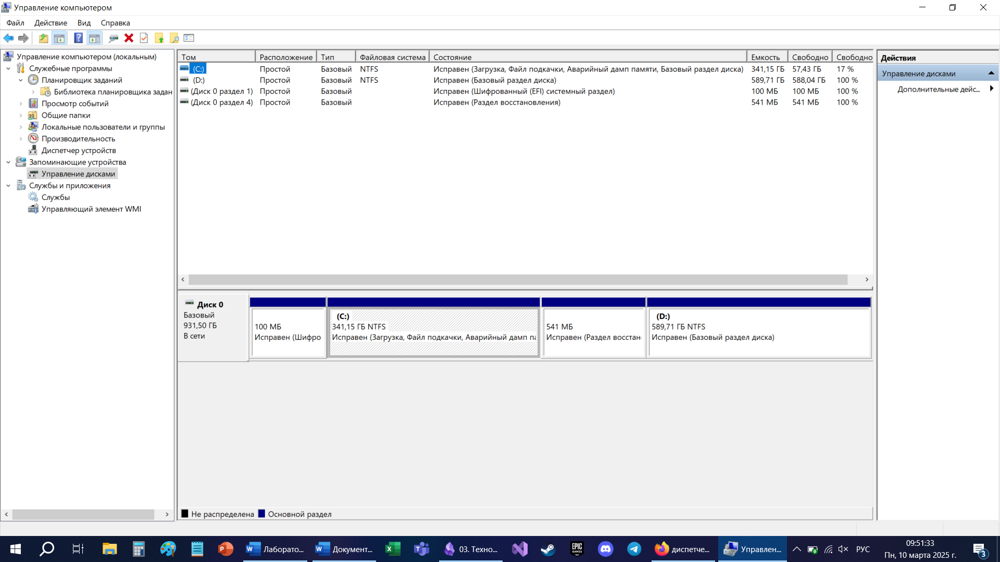 Управление компьютером
Файл Действие Вид Справка
Управление компьютером (локальным)
Служебные программы
Планировщик заданий
Библиотека планировщика задан
Просмотр событий
Общие папки
Локальные пользователи и группы
Производительность
Диспетчер устройств
Запоминающие устройства
Управление дисками
Службы и приложения
Службы
Управляющий элемент WMI
Том Расположение Тип Файловая система Состояние Емкость Свободно Свободно
(C:) Простой Базовый NTFS Исправен (Загрузка, Файл подкачки, Аварийный дамп памяти, Базовый раздел диска) 341,15 ГБ 57,43 ГБ 17 %
(D:) Простой Базовый NTFS Исправен (Базовый раздел диска) 589,71 ГБ 588,04 ГБ 100 %
(Диск 0 раздел 1) Простой Базовый Исправен (Шифрованный (EFI) системный раздел) 100 МБ 100 МБ 100 %
(Диск 0 раздел 4) Простой Базовый Исправен (Раздел восстановления) 541 МБ 541 МБ 100 %
Диск 0
Базовый
931,50 ГБ
В сети
100 МБ
Исправен (Шифро
(C:)
341,15 ГБ NTFS
Исправен (Загрузка, Файл подкачки, Аварийный дамп па
541 МБ
Исправен (Раздел восстан
(D:)
589,71 ГБ NTFS
Исправен (Базовый раздел диска)
Не распределена Основной раздел
Действия
Управление дисками
Дополнительные дейс...
Лаборато... Документ... 03. Техно... EPIC GAMES диспетче... Управлен... РУС
09:51:33
Пн, 10 марта 2025 г.
3